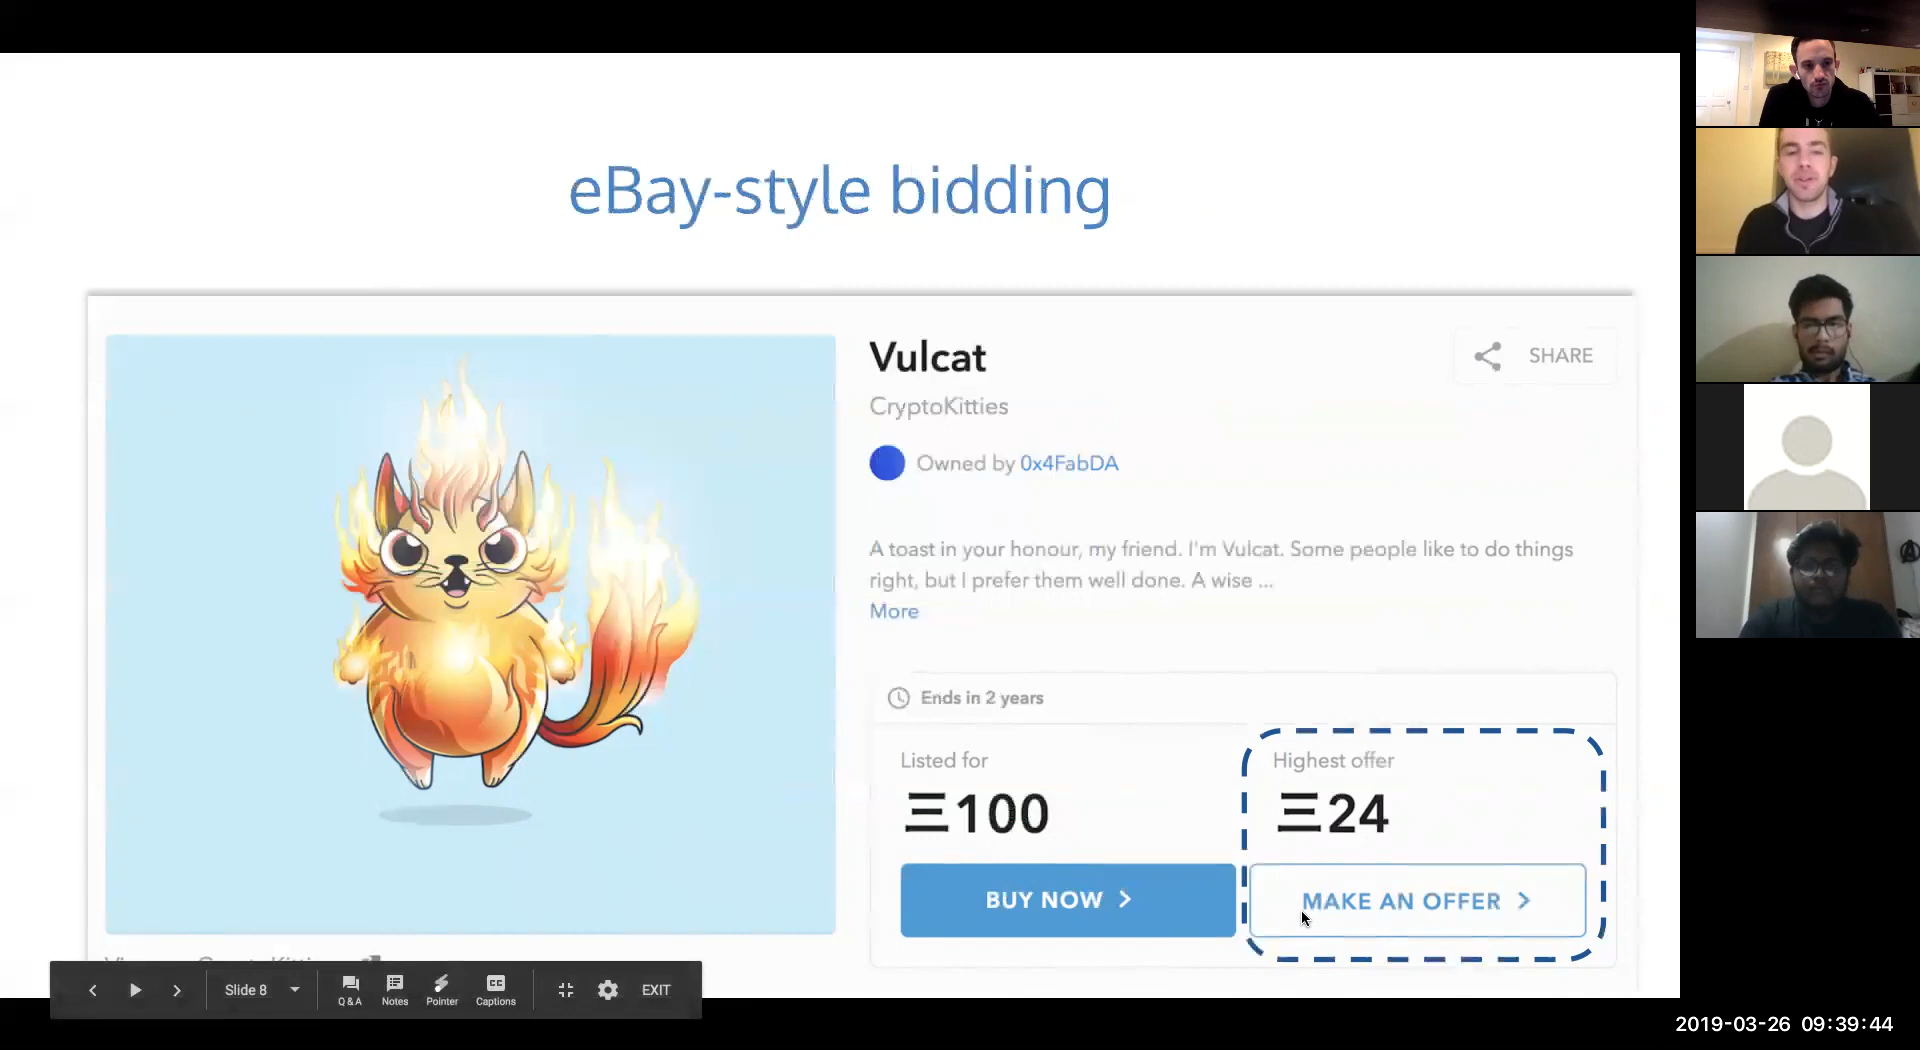 eBay-style bidding
Vulcat
SHARE
CryptoKitties
Owned by 0x4FabDA
A toast in your honour, my friend. I'm Vulcat. Some people like to do things
right, but I prefer them well done. A wise ...
More
Ends in 2 years
Listed for
Highest offer
Ξ100
Ξ24
BUY NOW
MAKE AN OFFER
Slide 8
Q & A
Notes
Pointer
Captions
EXIT
2019-03-26 09:39:44